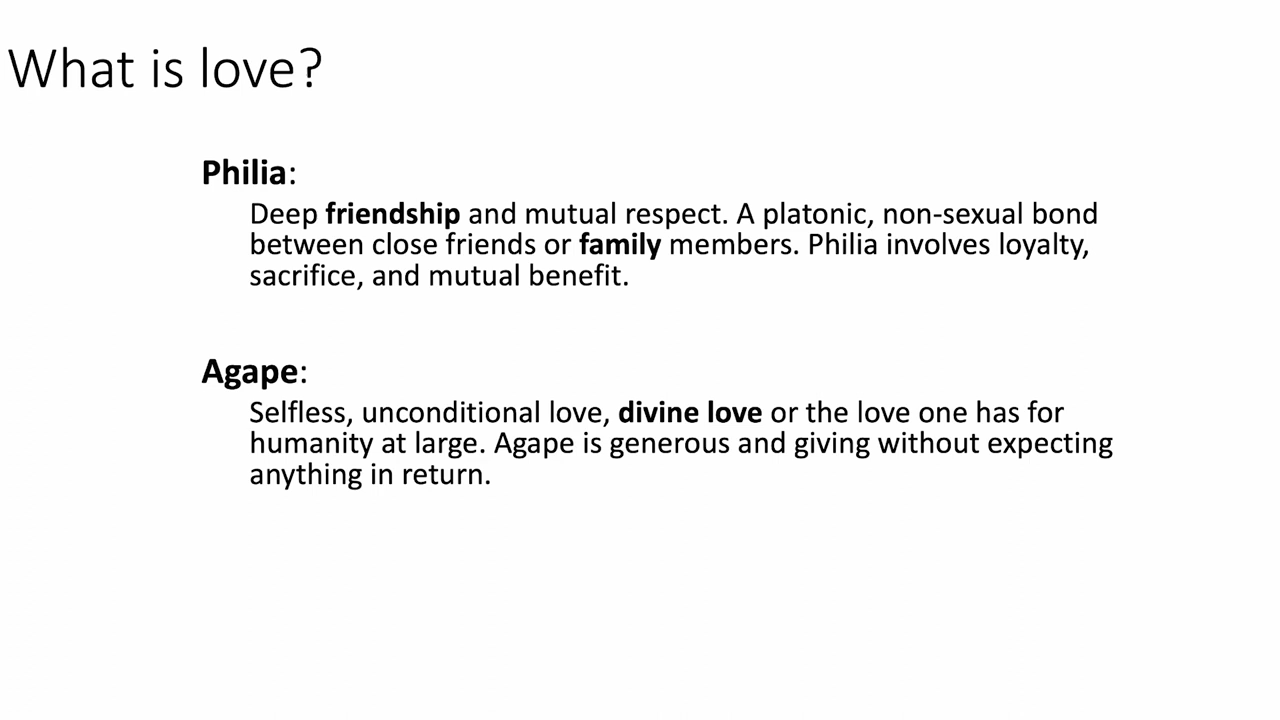 What is love?
Philia:
Deep friendship and mutual respect. A platonic, non-sexual bond
between close friends or family members. Philia involves loyalty,
sacrifice, and mutual benefit.
Agape:
Selfless, unconditional love, divine love or the love one has for
humanity at large. Agape is generous and giving without expecting
anything in return.